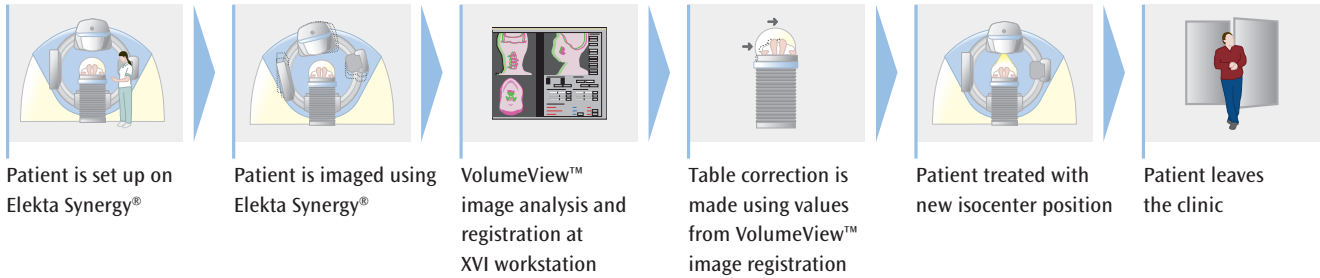 Patient is set up on
Elekta Synergy®
Patient is imaged using
Elekta Synergy®
VolumeView™
image analysis and
registration at
XVI workstation
Table correction is
made using values
from VolumeView™
image registration
Patient treated with
new isocenter position
Patient leaves
the clinic